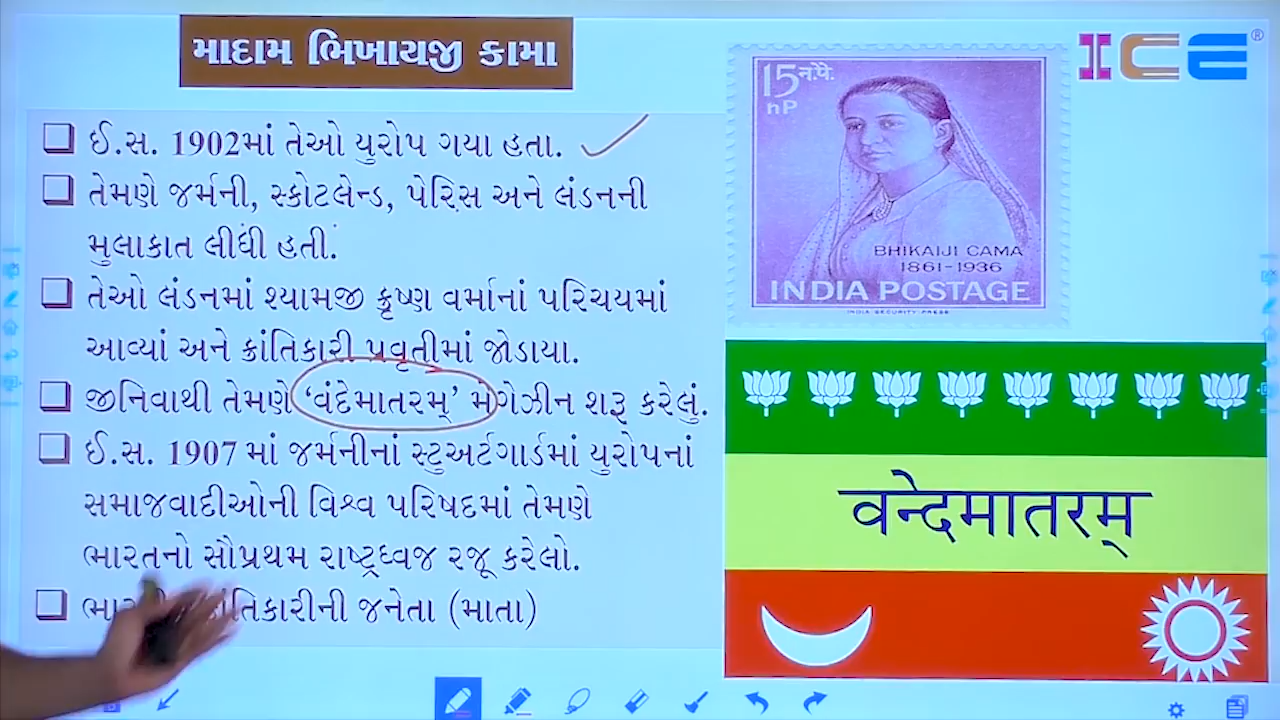 માદામ ભિખાયજી કામા
ICE®
ઈ.સ. 1902માં તેઓ યુરોપ ગયા હતા.
તેમણે જર્મની, સ્કોટલેન્ડ, પેરિસ અને લંડનની
મુલાકાત લીધી હતી.
તેઓ લંડનમાં શ્યામજી કૃષ્ણ વર્માનાં પરિચયમાં
આવ્યાં અને ક્રાંતિકારી પ્રવૃતીમાં જોડાયા.
જીનિવાથી તેમણે ‘વંદેમાતરમ્’ મેગેઝીન શરૂ કરેલું.
ઈ.સ. 1907 માં જર્મનીનાં સ્ટુઅર્ટગાર્ડમાં યુરોપનાં
સમાજવાદીઓની વિશ્વ પરિષદમાં તેમણે
ભારતનો સૌપ્રથમ રાષ્ટ્રધ્વજ રજૂ કરેલો.
જનેતા (માતા)
15 न.पै.
nP
BHIKAIJI CAMA
1861-1936
INDIA POSTAGE
INDIA SECURITY PRESS
वन्देमातरम्